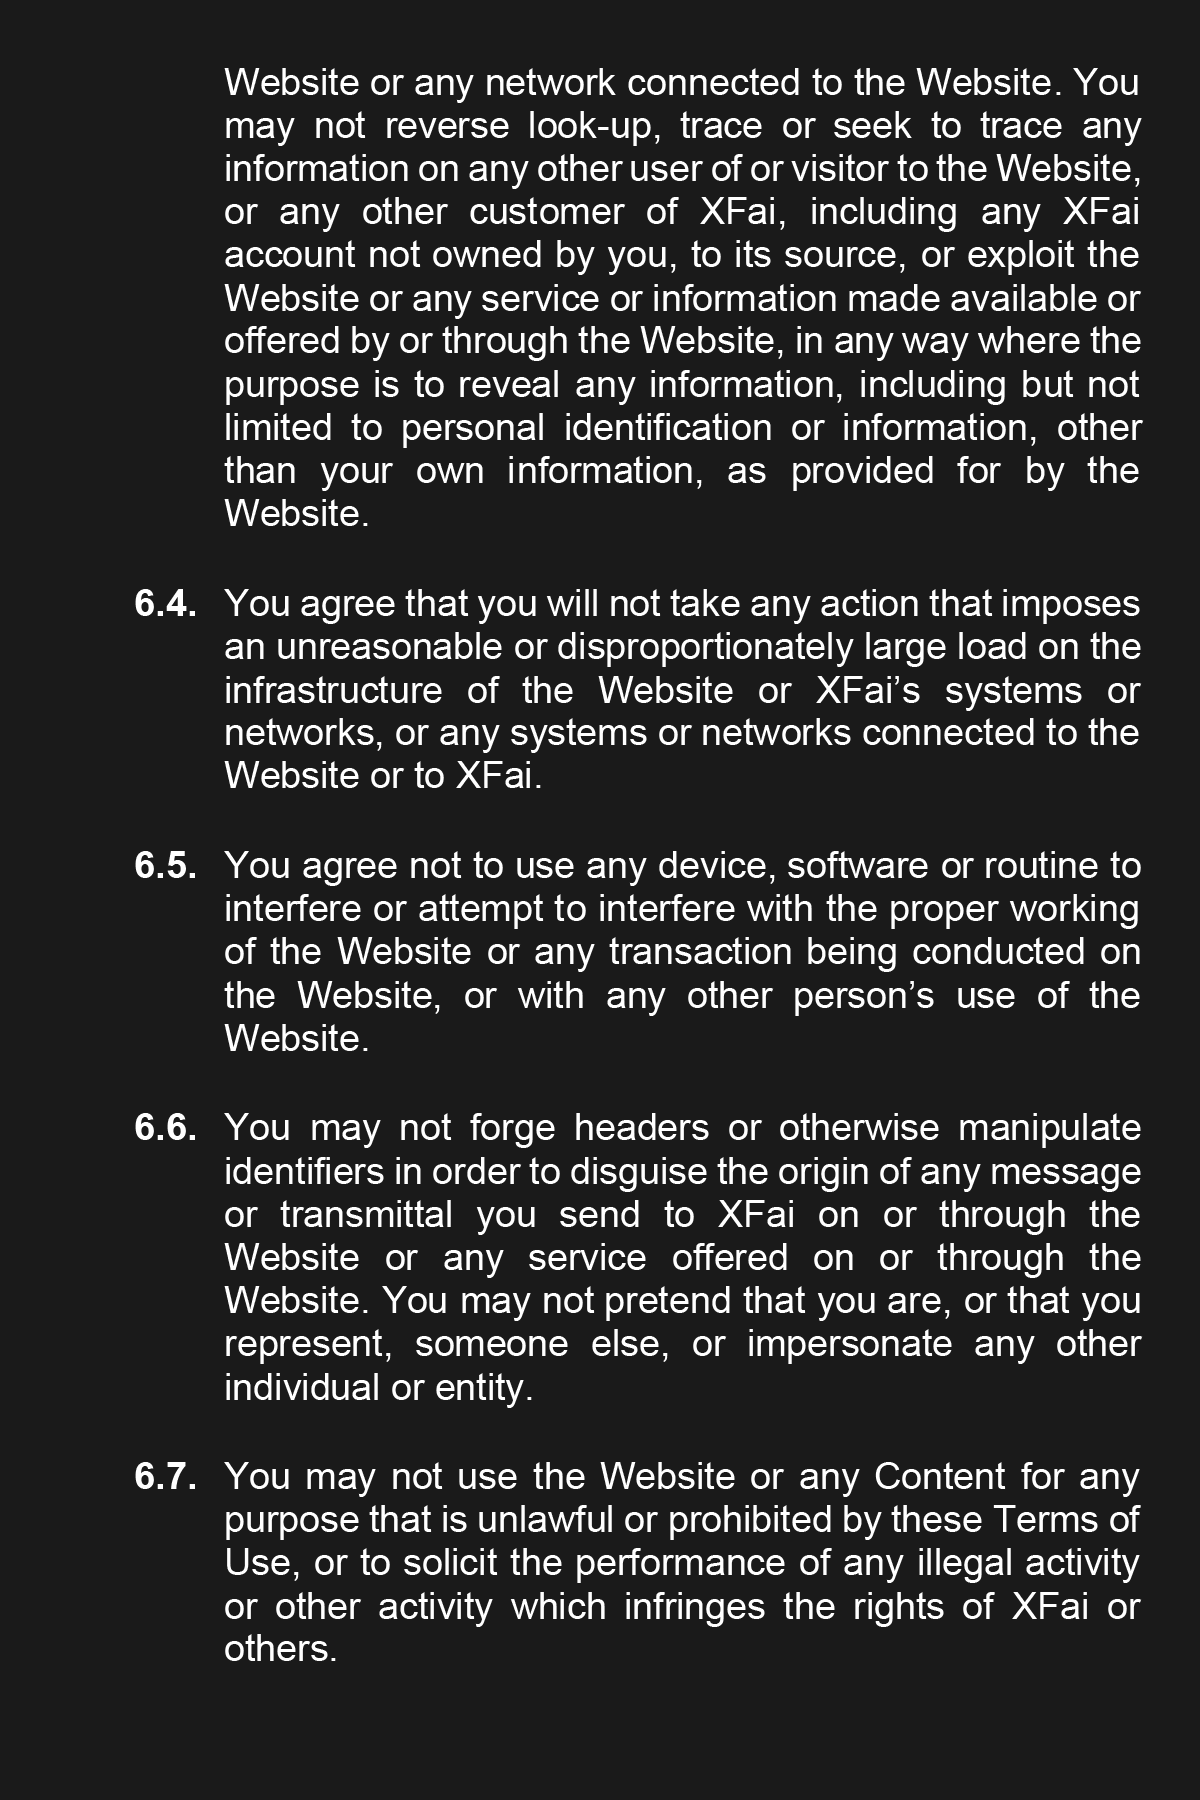 Website or any network connected to the Website. You
may not reverse look-up, trace or seek to trace any
information on any other user of or visitor to the Website,
or any other customer of XFai, including any XFai
account not owned by you, to its source, or exploit the
Website or any service or information made available or
offered by or through the Website, in any way where the
purpose is to reveal any information, including but not
limited to personal identification or information, other
than your own information, as provided for by the
Website.
6.4. You agree that you will not take any action that imposes
an unreasonable or disproportionately large load on the
infrastructure of the Website or XFai’s systems or
networks, or any systems or networks connected to the
Website or to XFai.
6.5. You agree not to use any device, software or routine to
interfere or attempt to interfere with the proper working
of the Website or any transaction being conducted on
the Website, or with any other person’s use of the
Website.
6.6. You may not forge headers or otherwise manipulate
identifiers in order to disguise the origin of any message
or transmittal you send to XFai on or through the
Website or any service offered on or through the
Website. You may not pretend that you are, or that you
represent, someone else, or impersonate any other
individual or entity.
6.7. You may not use the Website or any Content for any
purpose that is unlawful or prohibited by these Terms of
Use, or to solicit the performance of any illegal activity
or other activity which infringes the rights of XFai or
others.